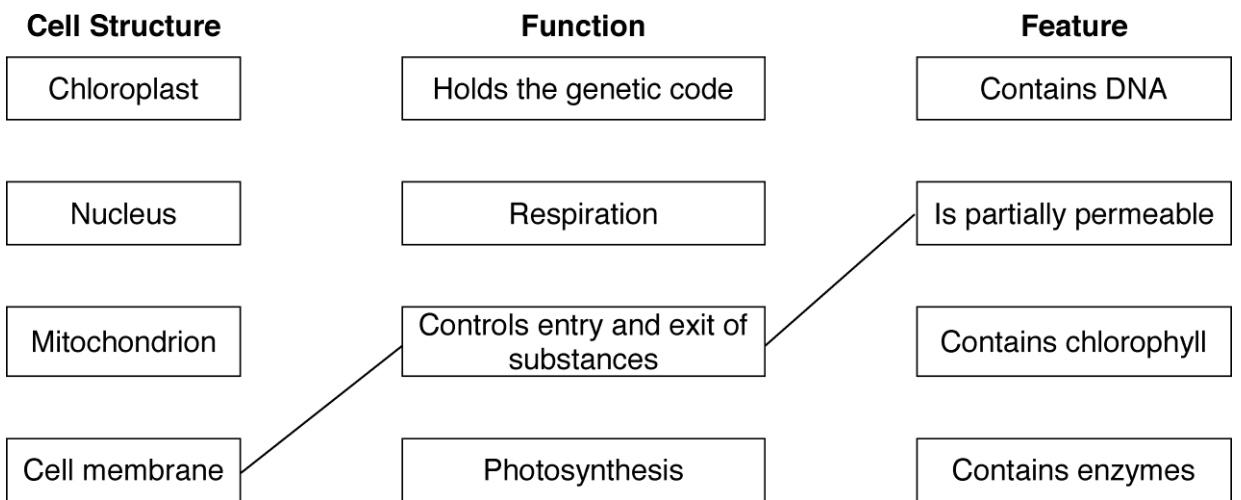 Cell Structure Function Feature
Chloroplast Holds the genetic code Contains DNA
Nucleus Respiration Is partially permeable
Mitochondrion Controls entry and exit of substances Contains chlorophyll
Cell membrane Photosynthesis Contains enzymes